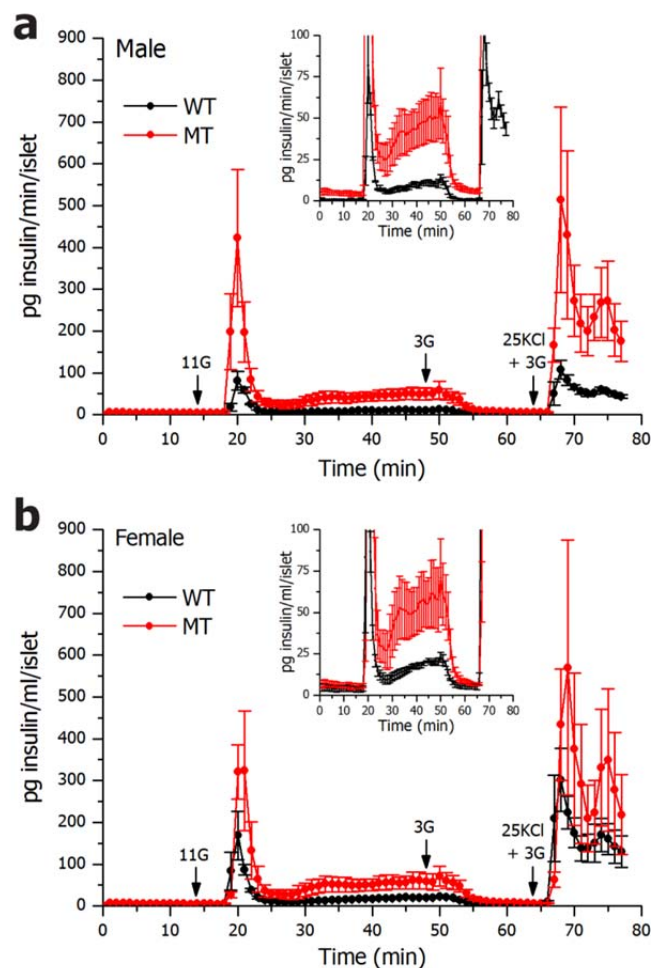 a
Male
WT
MT
pg insulin/min/islet
900
800
700
600
500
400
300
200
100
0
11G
3G
25KCl
+ 3G
0 10 20 30 40 50 60 70 80
Time (min)
pg insulin/min/islet
100
75
50
25
0
0 10 20 30 40 50 60 70 80
Time (min)
b
Female
WT
MT
pg insulin/ml/islet
900
800
700
600
500
400
300
200
100
0
11G
3G
25KCl
+ 3G
0 10 20 30 40 50 60 70 80
Time (min)
pg insulin/ml/islet
100
75
50
25
0
0 10 20 30 40 50 60 70 80
Time (min)